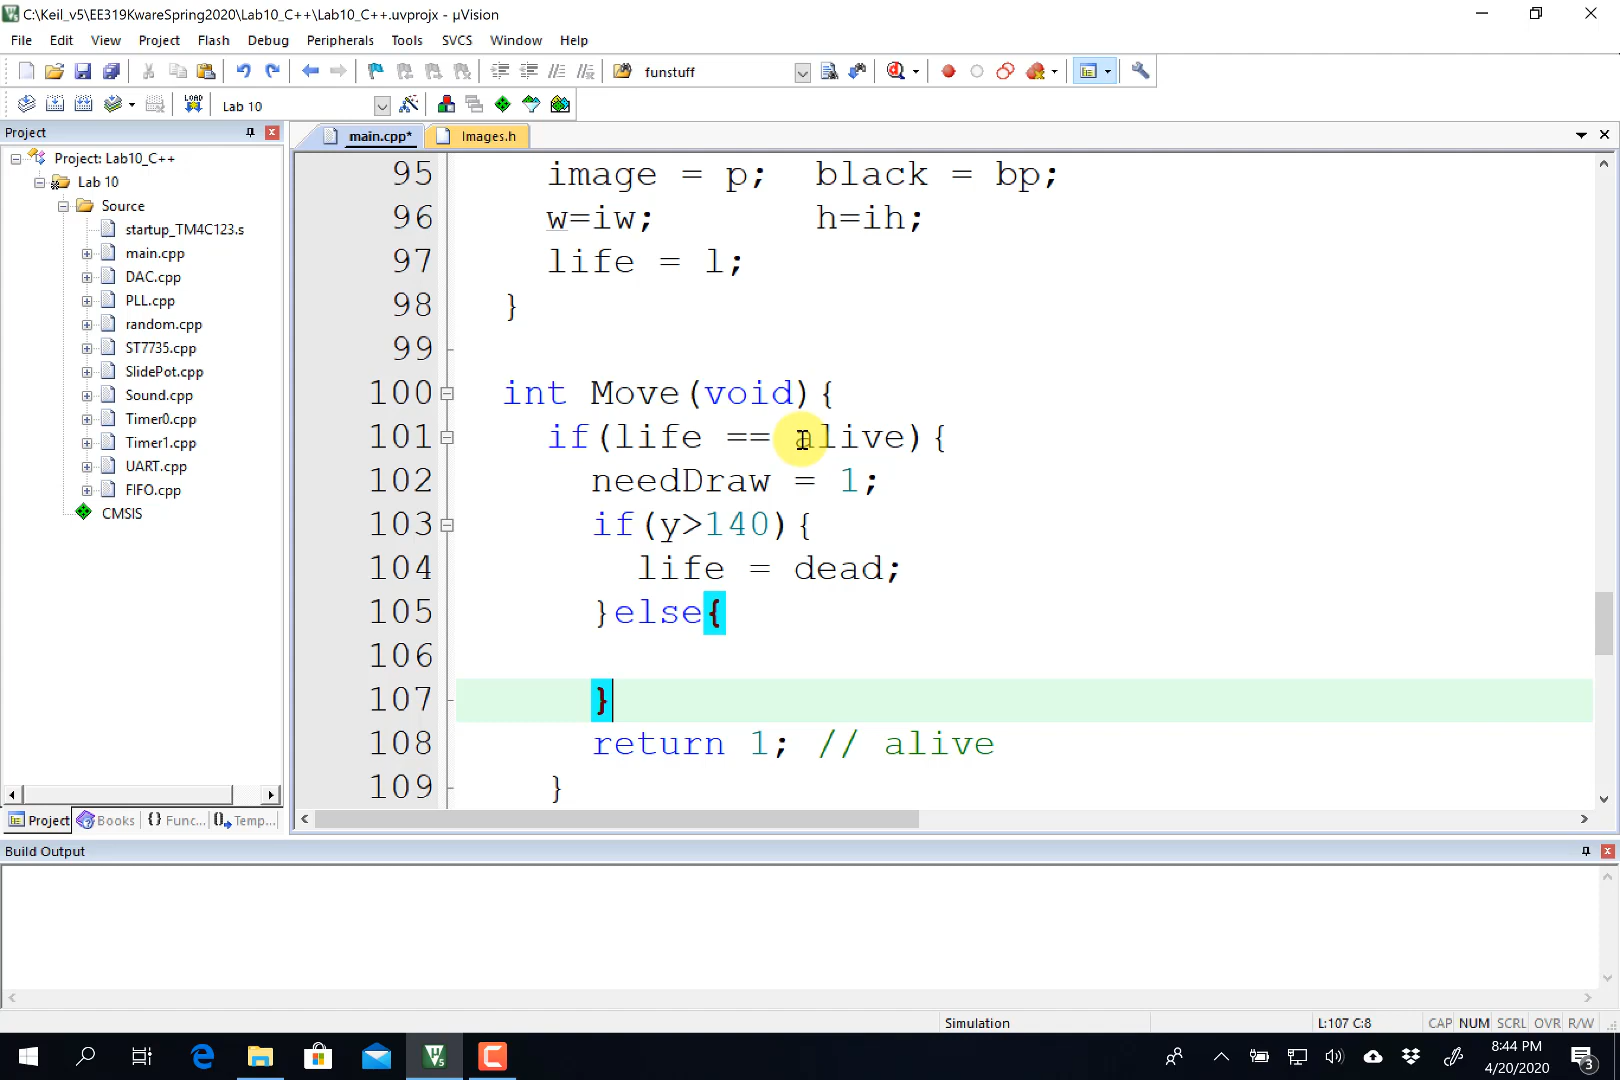 C:\Keil_v5\EE319KwareSpring2020\Lab10_C++\Lab10_C++.uvprojx - µVision
File Edit View Project Flash Debug Peripherals Tools SVCS Window Help
funstuff
LOAD
Lab 10
Project
main.cpp*
Images.h
Project: Lab10_C++
Lab 10
Source
startup_TM4C123.s
main.cpp
DAC.cpp
PLL.cpp
random.cpp
ST7735.cpp
SlidePot.cpp
Sound.cpp
Timer0.cpp
Timer1.cpp
UART.cpp
FIFO.cpp
CMSIS
95 image = p; black = bp;
96 w=iw; h=ih;
97 life = l;
98 }
99
100 int Move(void){
101 if(life == alive){
102 needDraw = 1;
103 if(y>140){
104 life = dead;
105 }else{
106
107 }
108 return 1; // alive
109 }
Project Books {} Func... 0→ Temp...
Build Output
Simulation L:107 C:8 CAP NUM SCRL OVR R/W
8:44 PM
4/20/2020
3